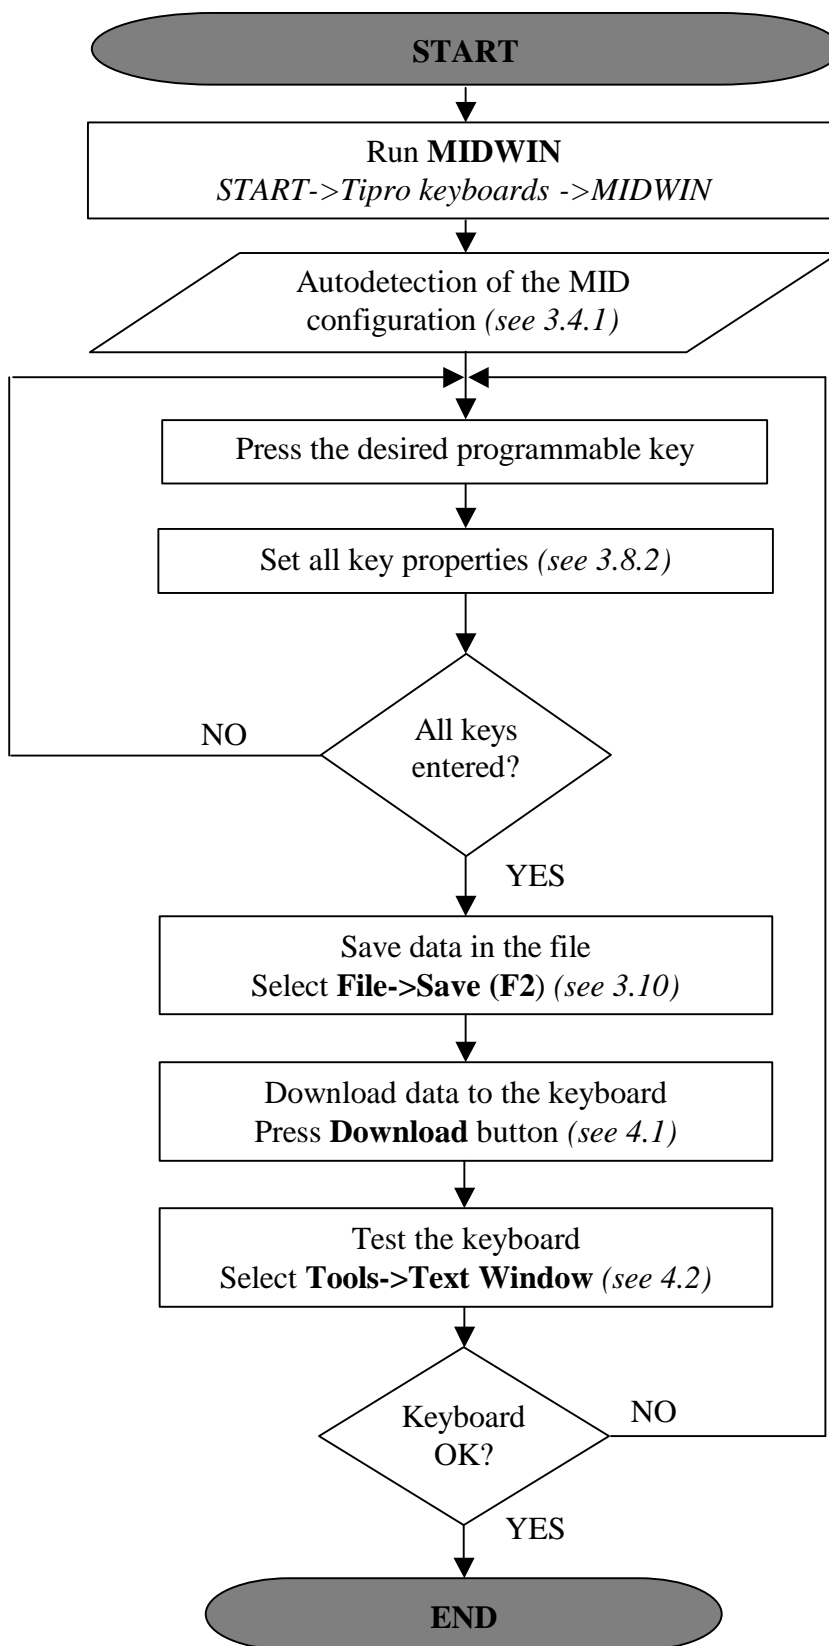 START
Run MIDWIN
START->Tipro keyboards ->MIDWIN
Autodetection of the MID
configuration (see 3.4.1)
Press the desired programmable key
Set all key properties (see 3.8.2)
NO
All keys
entered?
YES
Save data in the file
Select File->Save (F2) (see 3.10)
Download data to the keyboard
Press Download button (see 4.1)
Test the keyboard
Select Tools->Text Window (see 4.2)
Keyboard
OK?
NO
YES
END